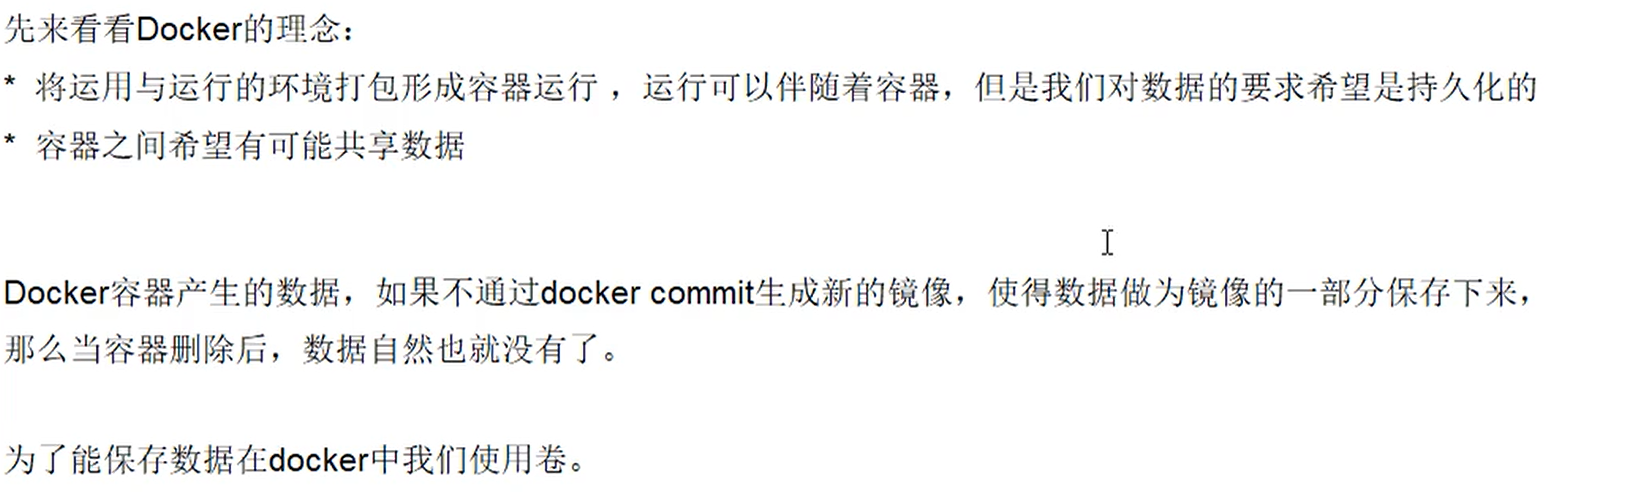 先来看看Docker的理念：
* 将运用与运行的环境打包形成容器运行 ，运行可以伴随着容器，但是我们对数据的要求希望是持久化的
* 容器之间希望有可能共享数据
Docker容器产生的数据，如果不通过docker commit生成新的镜像，使得数据做为镜像的一部分保存下来，
那么当容器删除后，数据自然也就没有了。
为了能保存数据在docker中我们使用卷。